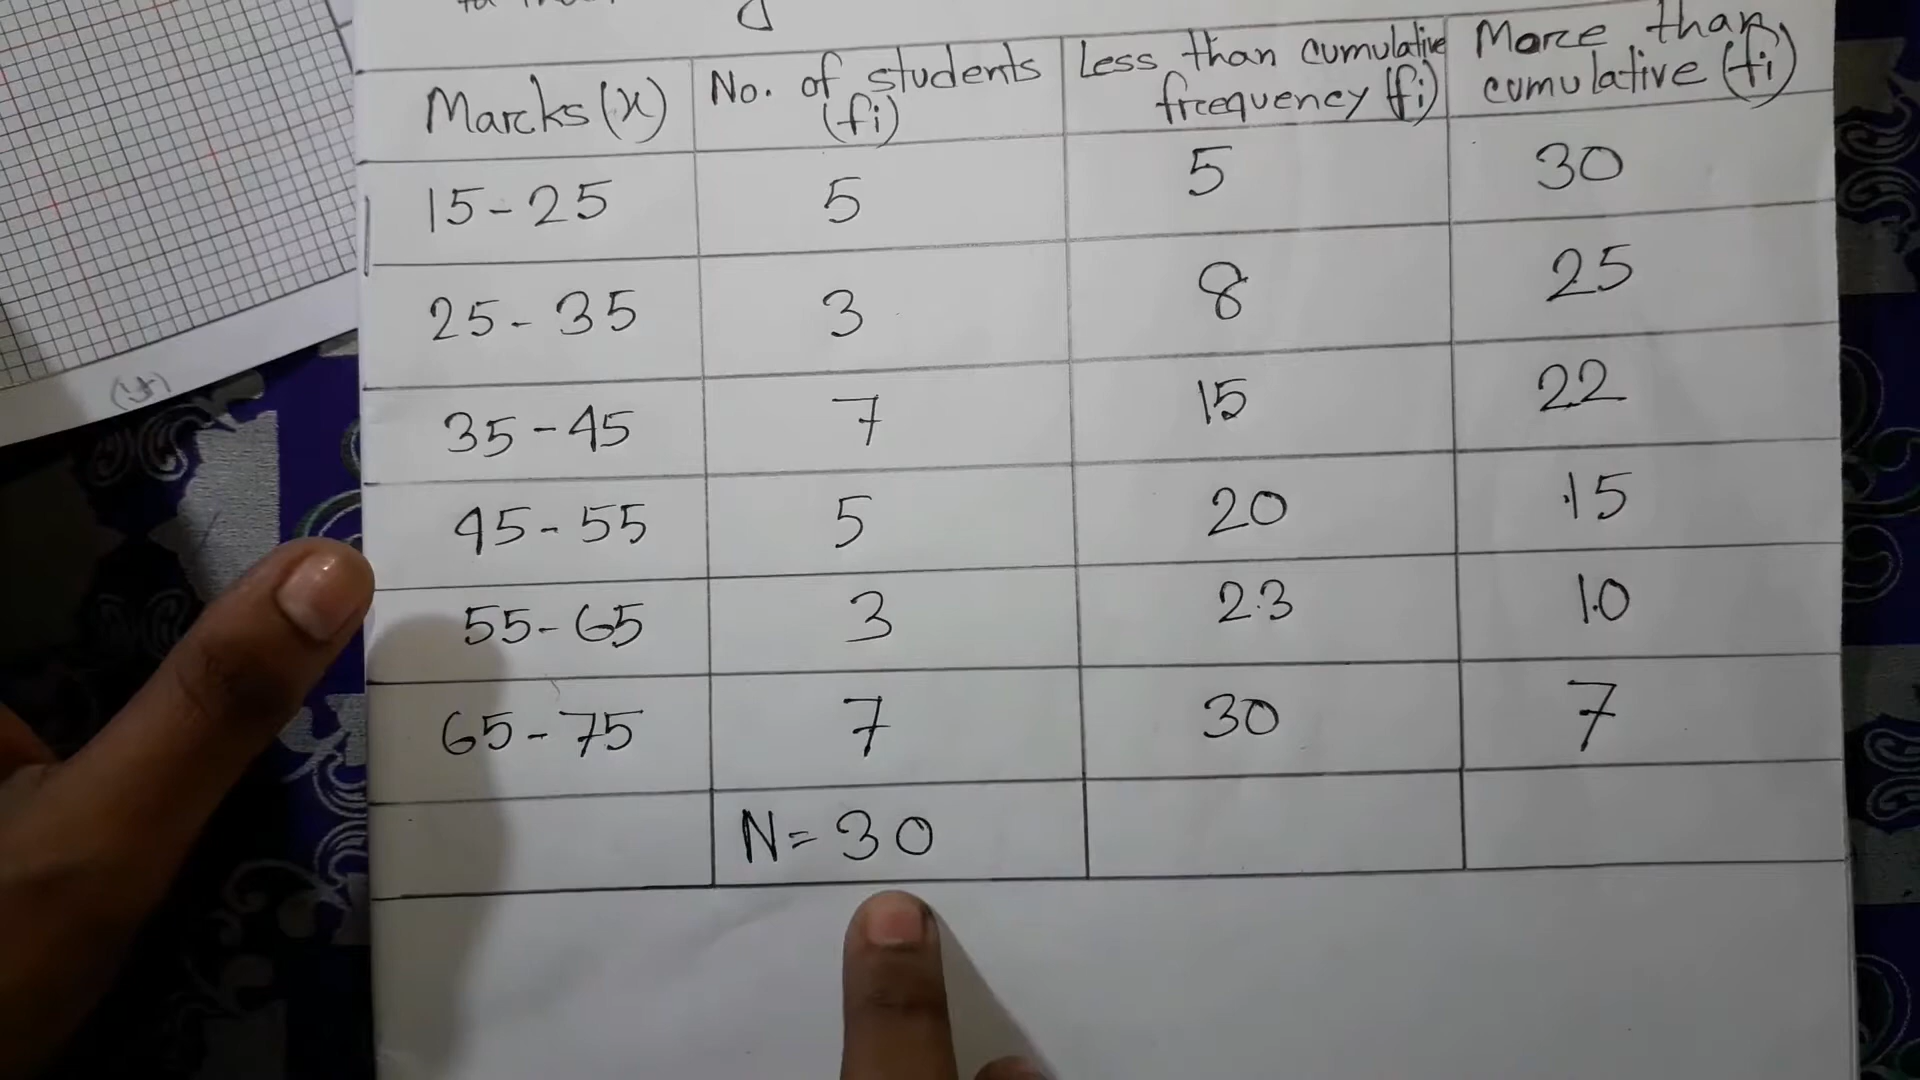 Marcks (x) No. of students (fi) Less than cumulative frequency (fi) More than cumulative (fi)
15-25 5 5 30
25-35 3 8 25
35-45 7 15 22
45-55 5 20 15
55-65 3 23 10
65-75 7 30 7
N=30
(y)